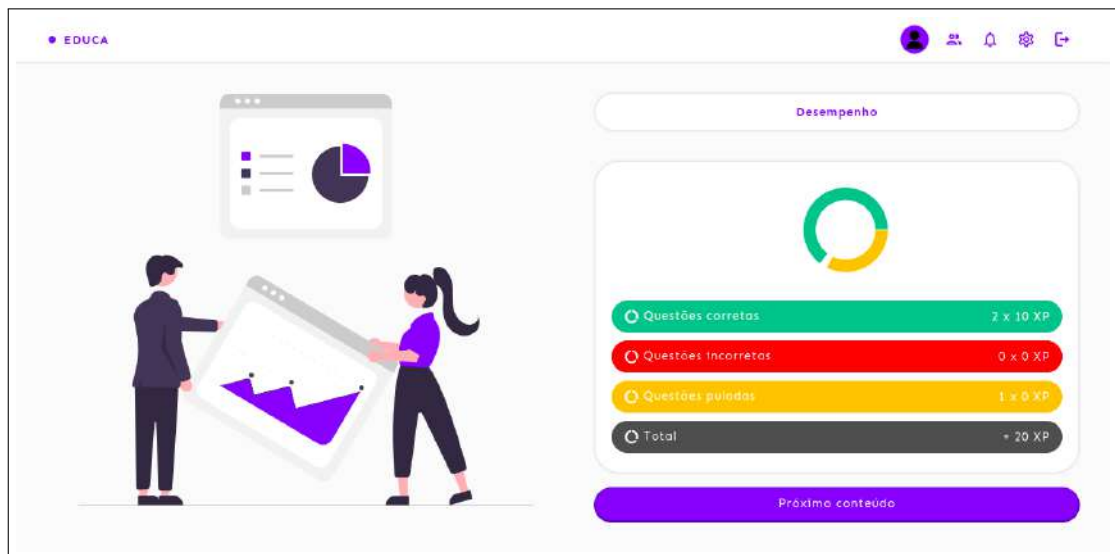 EDUCA
Desempenho
Questões corretas 2 x 10 XP
Questões incorretas 0 x 0 XP
Questões puladas 1 x 0 XP
Total = 20 XP
Próximo conteúdo